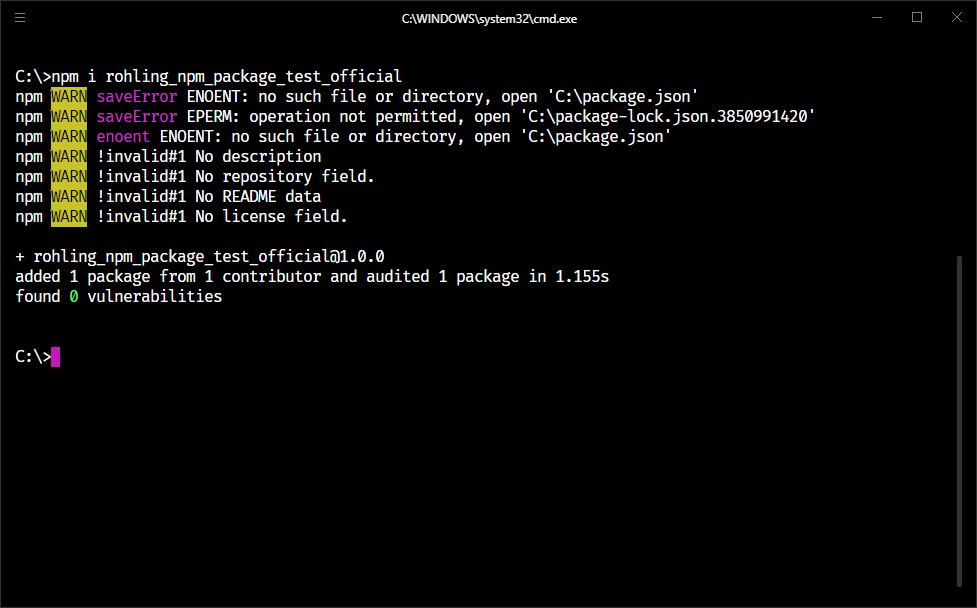 C:\WINDOWS\system32\cmd.exe
C:\>npm i rohling_npm_package_test_official
npm WARN saveError ENOENT: no such file or directory, open 'C:\package.json'
npm WARN saveError EPERM: operation not permitted, open 'C:\package-lock.json.3850991420'
npm WARN enoent ENOENT: no such file or directory, open 'C:\package.json'
npm WARN !invalid#1 No description
npm WARN !invalid#1 No repository field.
npm WARN !invalid#1 No README data
npm WARN !invalid#1 No license field.
+ rohling_npm_package_test_official@1.0.0
added 1 package from 1 contributor and audited 1 package in 1.155s
found 0 vulnerabilities
C:\>